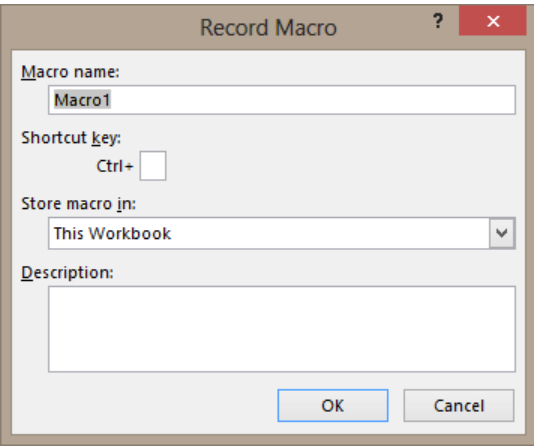 Record Macro
?
×
Macro name:
Macro1
Shortcut key:
Ctrl+
Store macro in:
This Workbook
Description:
OK
Cancel